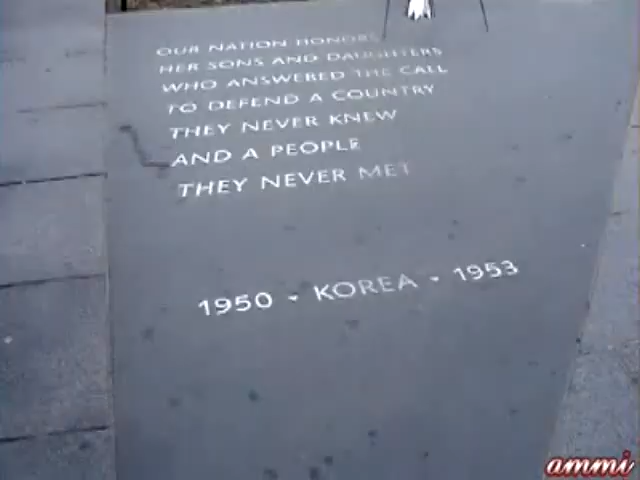 OUR NATION HONORS
HER SONS AND DAUGHTERS
WHO ANSWERED THE CALL
TO DEFEND A COUNTRY
THEY NEVER KNEW
AND A PEOPLE
THEY NEVER MET
1950 • KOREA • 1953
ammi